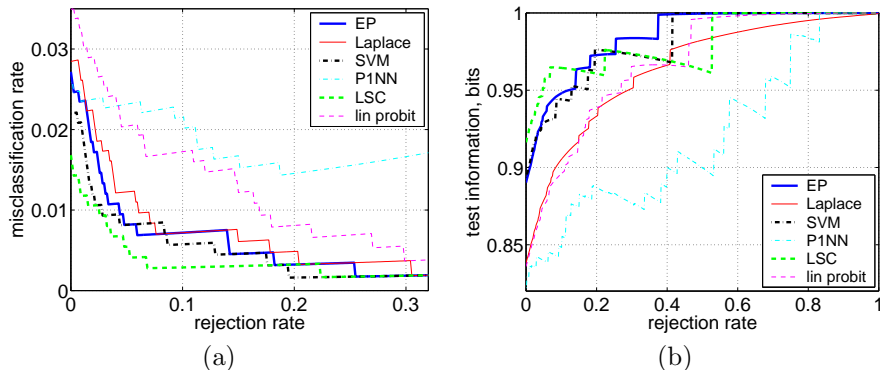 0.035
0.03
0.02
0.01
0
misclassification rate
0
0.1
0.2
0.3
rejection rate
EP
Laplace
SVM
P1NN
LSC
lin probit
(a)
1
0.95
0.9
0.85
test information, bits
0
0.2
0.4
0.6
0.8
1
rejection rate
EP
Laplace
SVM
P1NN
LSC
lin probit
(b)